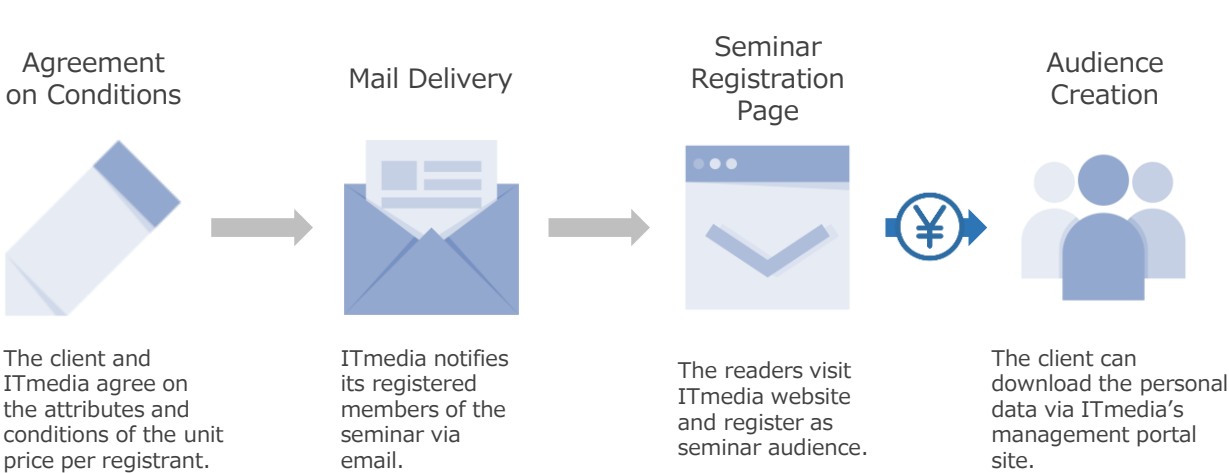 Agreement
on Conditions
Mail Delivery
Seminar
Registration
Page
Audience
Creation
¥
The client and
ITmedia agree on
the attributes and
conditions of the unit
price per registrant.
ITmedia notifies
its registered
members of the
seminar via
email.
The readers visit
ITmedia website
and register as
seminar audience.
The client can
download the personal
data via ITmedia’s
management portal
site.